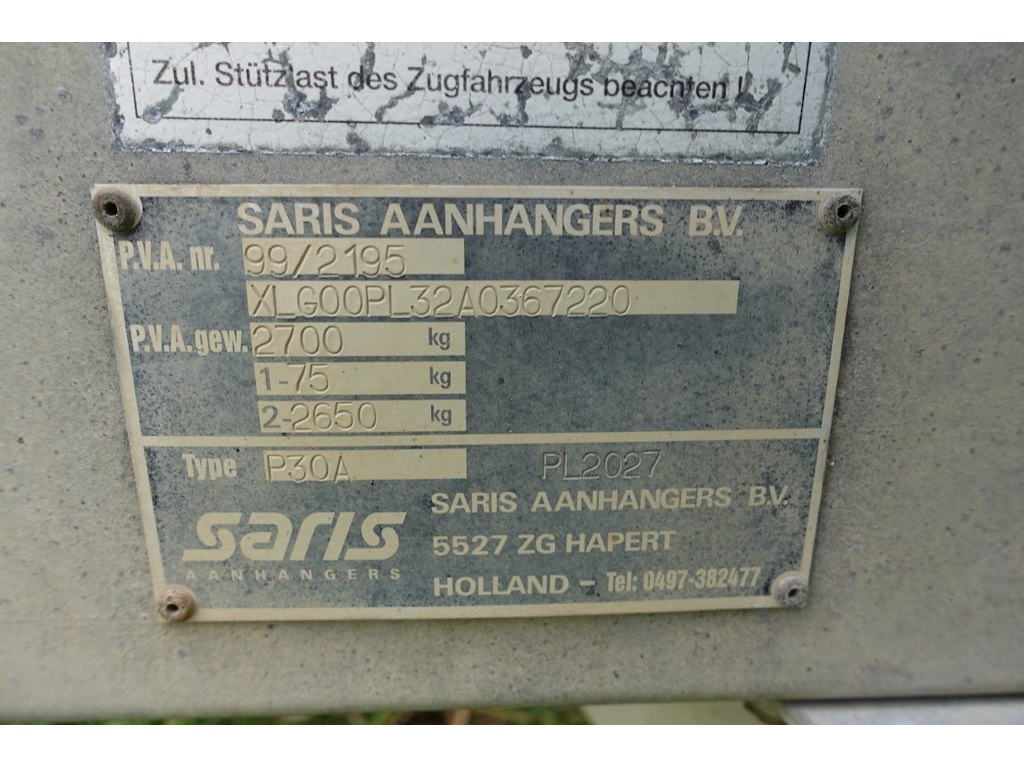 Zul. Stützlast des Zugfahrzeugs beachten !
SARIS AANHANGERS B.V.
P.V.A. nr. 99/2195
XLG00PL32A0367220
P.V.A. gew. 2700 kg
1-75 kg
2-2650 kg
Type P30A PL2027
saris
AANHANGERS
SARIS AANHANGERS B.V.
5527 ZG HAPERT
HOLLAND – Tel: 0497-382477